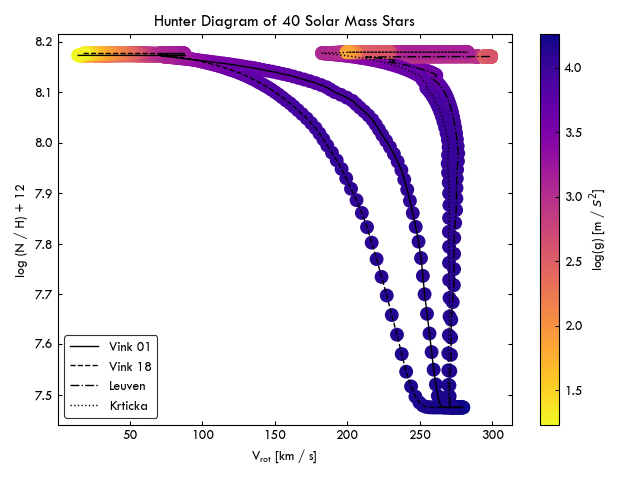 Hunter Diagram of 40 Solar Mass Stars
8.2
8.1
8.0
7.9
7.8
7.7
7.6
7.5
log (N / H) + 12
Vink 01
Vink 18
Leuven
Krticka
50
100
150
200
250
300
V_rot [km / s]
4.0
3.5
3.0
2.5
2.0
1.5
log(g) [m / s²]